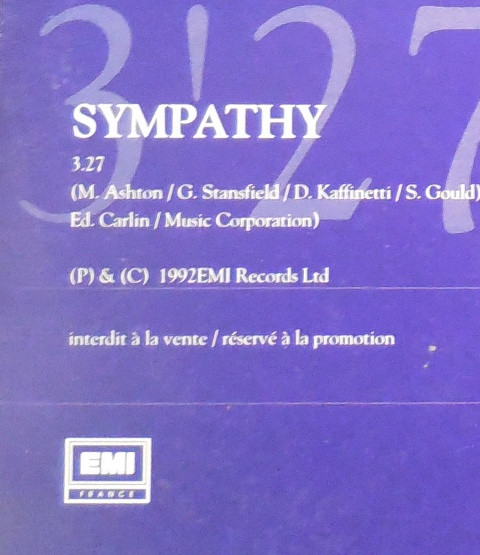 3'27
SYMPATHY
3.27
(M. Ashton / G. Stansfield / D. Kaffinetti / S. Gould)
Ed. Carlin / Music Corporation)
(P) & (C) 1992EMI Records Ltd
interdit à la vente / réservé à la promotion
EMI
FRANCE